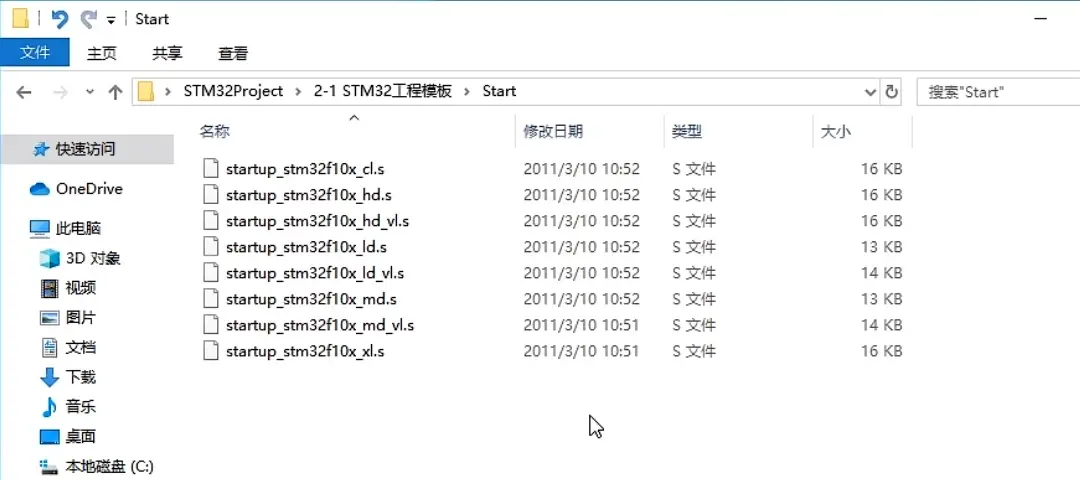 Start
文件 主页 共享 查看
STM32Project 2-1 STM32工程模板 Start 搜索"Start"
名称 修改日期 类型 大小
快速访问
OneDrive
此电脑
3D 对象
视频
图片
文档
下载
音乐
桌面
本地磁盘 (C:)
startup_stm32f10x_cl.s 2011/3/10 10:52 S 文件 16 KB
startup_stm32f10x_hd.s 2011/3/10 10:52 S 文件 16 KB
startup_stm32f10x_hd_vl.s 2011/3/10 10:52 S 文件 16 KB
startup_stm32f10x_ld.s 2011/3/10 10:52 S 文件 13 KB
startup_stm32f10x_ld_vl.s 2011/3/10 10:52 S 文件 14 KB
startup_stm32f10x_md.s 2011/3/10 10:52 S 文件 13 KB
startup_stm32f10x_md_vl.s 2011/3/10 10:51 S 文件 14 KB
startup_stm32f10x_xl.s 2011/3/10 10:51 S 文件 16 KB